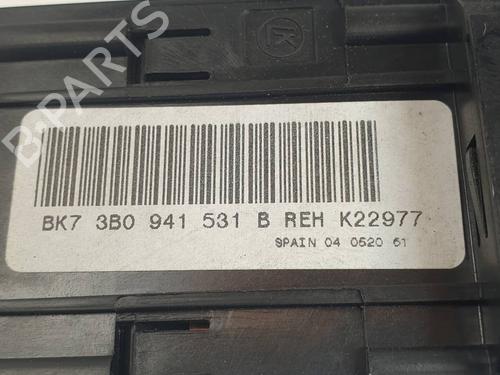 BK7 3B0 941 531 B REH K22977
SPAIN 04 0520 61
B-PARTS